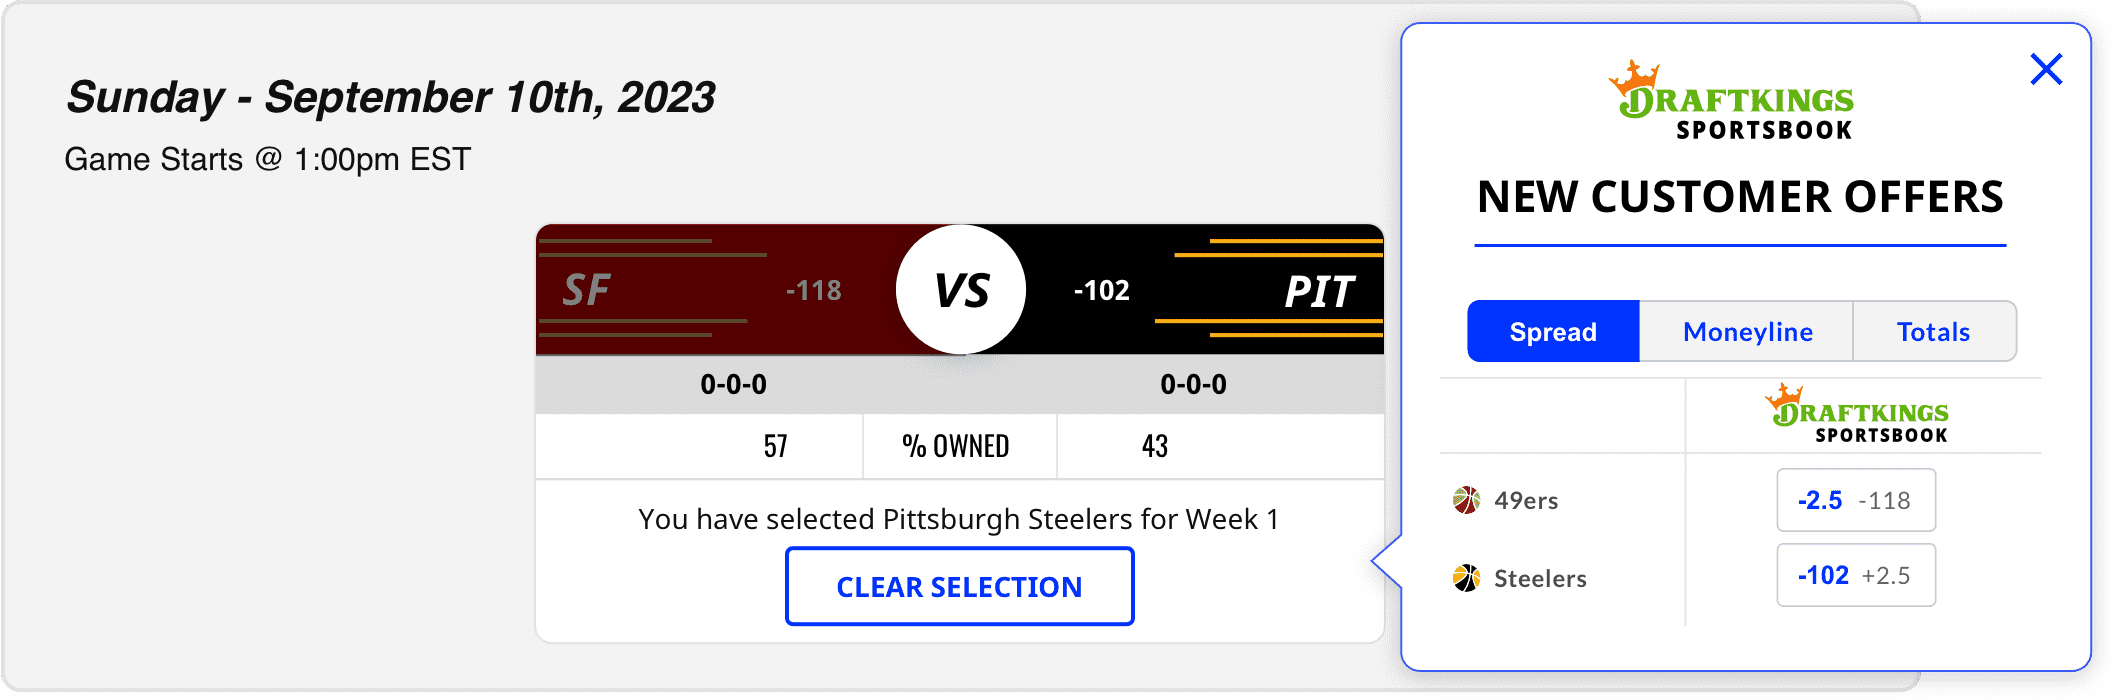 Sunday - September 10th, 2023
Game Starts @ 1:00pm EST
SF -118 VS -102 PIT
0-0-0 0-0-0
57 % OWNED 43
You have selected Pittsburgh Steelers for Week 1
CLEAR SELECTION
DRAFTKINGS
SPORTSBOOK
NEW CUSTOMER OFFERS
Spread Moneyline Totals
DRAFTKINGS
SPORTSBOOK
49ers -2.5 -118
Steelers -102 +2.5